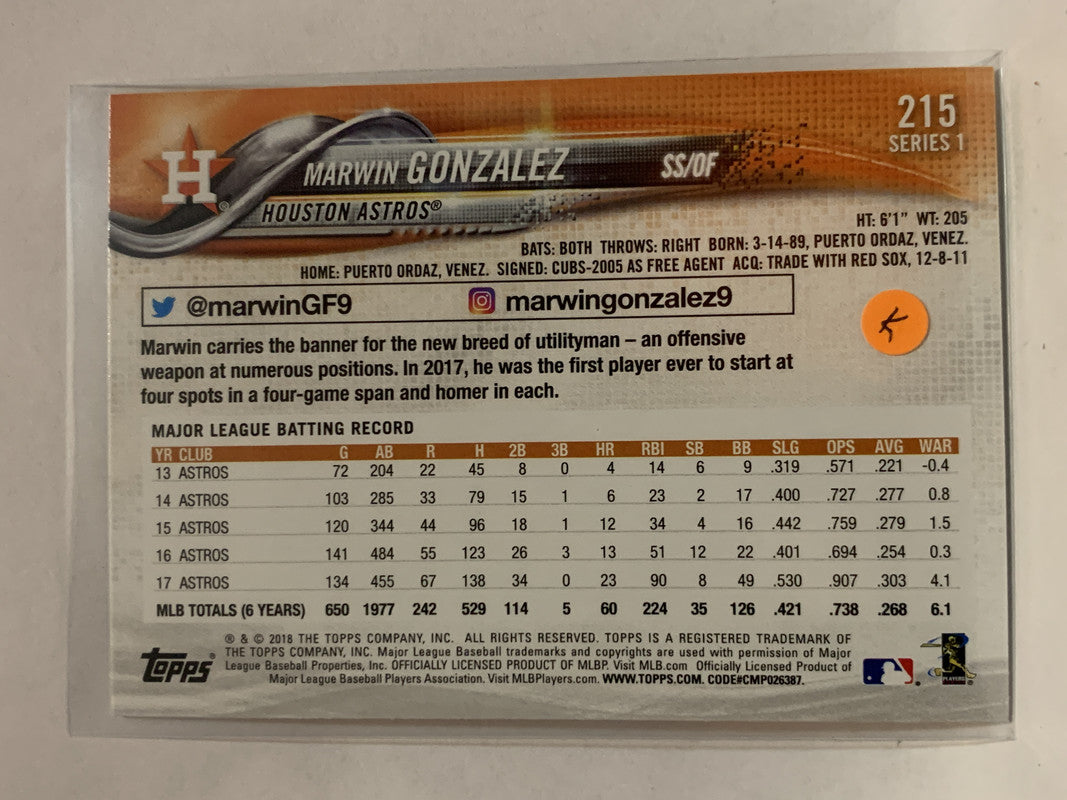 215
SERIES 1
H
MARWIN GONZALEZ SS/OF
HOUSTON ASTROS®
HT: 6'1" WT: 205
BATS: BOTH THROWS: RIGHT BORN: 3-14-89, PUERTO ORDAZ, VENEZ.
HOME: PUERTO ORDAZ, VENEZ. SIGNED: CUBS-2005 AS FREE AGENT ACQ: TRADE WITH RED SOX, 12-8-11
@marwinGF9 marwingonzalez9
K
Marwin carries the banner for the new breed of utilityman – an offensive
weapon at numerous positions. In 2017, he was the first player ever to start at
four spots in a four-game span and homer in each.
MAJOR LEAGUE BATTING RECORD
YR CLUB G AB R H 2B 3B HR RBI SB BB SLG OPS AVG WAR
13 ASTROS 72 204 22 45 8 0 4 14 6 9 .319 .571 .221 -0.4
14 ASTROS 103 285 33 79 15 1 6 23 2 17 .400 .727 .277 0.8
15 ASTROS 120 344 44 96 18 1 12 34 4 16 .442 .759 .279 1.5
16 ASTROS 141 484 55 123 26 3 13 51 12 22 .401 .694 .254 0.3
17 ASTROS 134 455 67 138 34 0 23 90 8 49 .530 .907 .303 4.1
MLB TOTALS (6 YEARS) 650 1977 242 529 114 5 60 224 35 126 .421 .738 .268 6.1
® & © 2018 THE TOPPS COMPANY, INC. ALL RIGHTS RESERVED. TOPPS IS A REGISTERED TRADEMARK OF
THE TOPPS COMPANY, INC. Major League Baseball trademarks and copyrights are used with permission of Major
League Baseball Properties, Inc. OFFICIALLY LICENSED PRODUCT OF MLBP. Visit MLB.com Officially Licensed Product of
Major League Baseball Players Association. Visit MLBPlayers.com. WWW.TOPPS.COM. CODE#CMP026387.
Topps®
PLAYERS